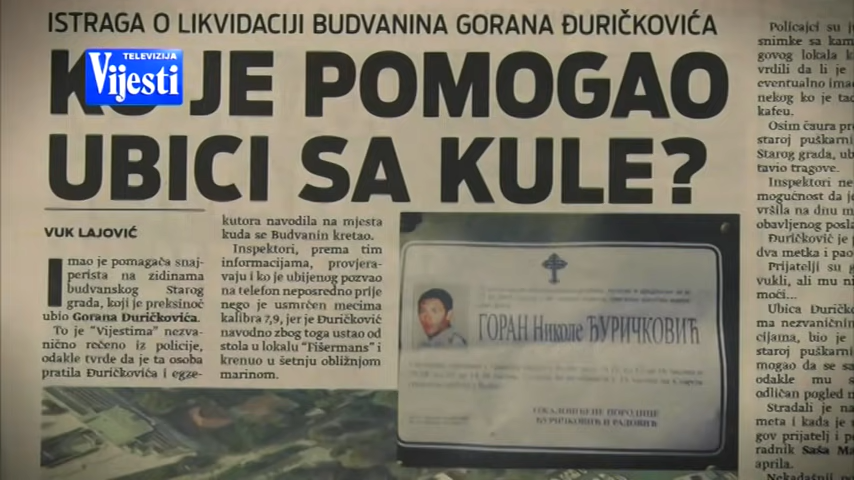 ISTRAGA O LIKVIDACIJI BUDVANINA GORANA ĐURIČKOVIĆA
TELEVIZIJA
Vijesti
JE POMOGAO
UBICI SA KULE?
VUK LAJOVIĆ
Imao je pomagača snaj-
perista na zidinama
budvanskog Starog
grada, koji je preksinoć
ubio Gorana Đuričkovića.
To je "Vijestima" nezva-
nično rečeno iz policije,
odakle tvrde da je ta osoba
pratila Đuričkovića i egze-
kutora navodila na mjesta
kuda se Budvanin kretao.
Inspektori, prema tim
informacijama, provjera-
vaju i ko je ubijenog pozvao
na telefon neposredno prije
nego je usmrćen mecima
kalibra 7,9, jer je Đuričković
navodno zbog toga ustao od
stola u lokalu "Fišermans" i
krenuo u šetnju obližnjom
marinom.
ГОРАН Николе ЂУРИЧКОВИЋ
ОЖАЛОШЋЕНЕ ПОРОДИЦЕ
ЂУРИЧКОВИЋ И РАДОВИЋ
Policajci su
snimke sa kam
govog lokala
vrdili da li je
eventualno
nekog ko je
kafeu.
Osim čaura
staroj puškarni
Starog grada, ub
tavio tragove.
Inspektori ne
mogućnost da je
vršila na dnu m
obavljenog posla
Đuričković je
dva metka i pao
Prijatelji su
vukli, ali mu ni
moći...
Ubica Đuričko
ma nezvaničnim
cijama, bio je
staroj puškarni
mogao da se
odakle mu s
odličan pogled
Stradali je na
meta i kada je
gov prijatelj i
radnik Saša Ma
aprila.
Nekadašnji